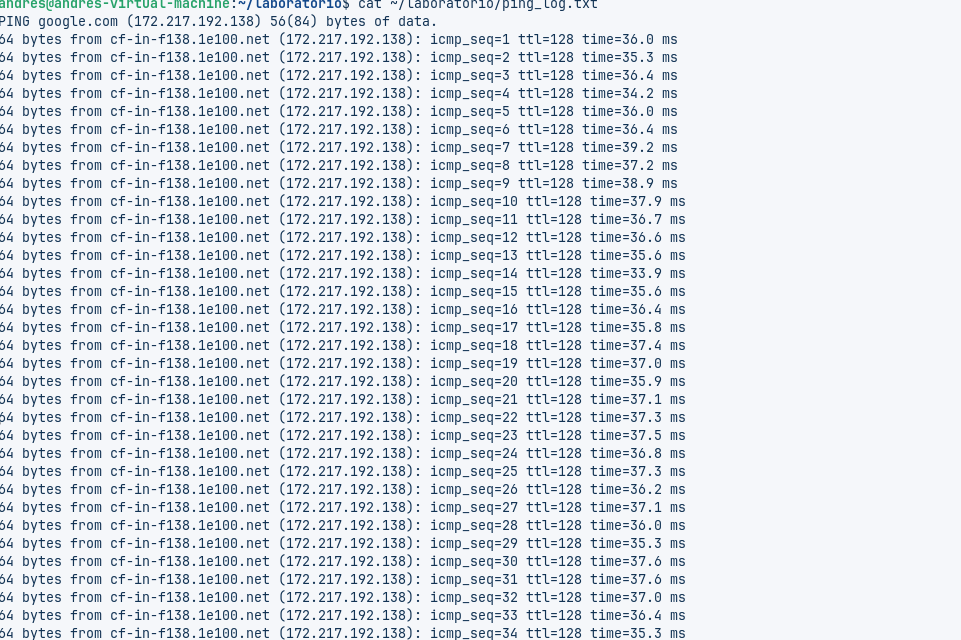 andres@andres-virtual-machine:~/laboratorio$ cat ~/laboratorio/ping_log.txt
PING google.com (172.217.192.138) 56(84) bytes of data.
64 bytes from cf-in-f138.1e100.net (172.217.192.138): icmp_seq=1 ttl=128 time=36.0 ms
64 bytes from cf-in-f138.1e100.net (172.217.192.138): icmp_seq=2 ttl=128 time=35.3 ms
64 bytes from cf-in-f138.1e100.net (172.217.192.138): icmp_seq=3 ttl=128 time=36.4 ms
64 bytes from cf-in-f138.1e100.net (172.217.192.138): icmp_seq=4 ttl=128 time=34.2 ms
64 bytes from cf-in-f138.1e100.net (172.217.192.138): icmp_seq=5 ttl=128 time=36.0 ms
64 bytes from cf-in-f138.1e100.net (172.217.192.138): icmp_seq=6 ttl=128 time=36.4 ms
64 bytes from cf-in-f138.1e100.net (172.217.192.138): icmp_seq=7 ttl=128 time=39.2 ms
64 bytes from cf-in-f138.1e100.net (172.217.192.138): icmp_seq=8 ttl=128 time=37.2 ms
64 bytes from cf-in-f138.1e100.net (172.217.192.138): icmp_seq=9 ttl=128 time=38.9 ms
64 bytes from cf-in-f138.1e100.net (172.217.192.138): icmp_seq=10 ttl=128 time=37.9 ms
64 bytes from cf-in-f138.1e100.net (172.217.192.138): icmp_seq=11 ttl=128 time=36.7 ms
64 bytes from cf-in-f138.1e100.net (172.217.192.138): icmp_seq=12 ttl=128 time=36.6 ms
64 bytes from cf-in-f138.1e100.net (172.217.192.138): icmp_seq=13 ttl=128 time=35.6 ms
64 bytes from cf-in-f138.1e100.net (172.217.192.138): icmp_seq=14 ttl=128 time=33.9 ms
64 bytes from cf-in-f138.1e100.net (172.217.192.138): icmp_seq=15 ttl=128 time=35.6 ms
64 bytes from cf-in-f138.1e100.net (172.217.192.138): icmp_seq=16 ttl=128 time=36.4 ms
64 bytes from cf-in-f138.1e100.net (172.217.192.138): icmp_seq=17 ttl=128 time=35.8 ms
64 bytes from cf-in-f138.1e100.net (172.217.192.138): icmp_seq=18 ttl=128 time=37.4 ms
64 bytes from cf-in-f138.1e100.net (172.217.192.138): icmp_seq=19 ttl=128 time=37.0 ms
64 bytes from cf-in-f138.1e100.net (172.217.192.138): icmp_seq=20 ttl=128 time=35.9 ms
64 bytes from cf-in-f138.1e100.net (172.217.192.138): icmp_seq=21 ttl=128 time=37.1 ms
64 bytes from cf-in-f138.1e100.net (172.217.192.138): icmp_seq=22 ttl=128 time=37.3 ms
64 bytes from cf-in-f138.1e100.net (172.217.192.138): icmp_seq=23 ttl=128 time=37.5 ms
64 bytes from cf-in-f138.1e100.net (172.217.192.138): icmp_seq=24 ttl=128 time=36.8 ms
64 bytes from cf-in-f138.1e100.net (172.217.192.138): icmp_seq=25 ttl=128 time=37.3 ms
64 bytes from cf-in-f138.1e100.net (172.217.192.138): icmp_seq=26 ttl=128 time=36.2 ms
64 bytes from cf-in-f138.1e100.net (172.217.192.138): icmp_seq=27 ttl=128 time=37.1 ms
64 bytes from cf-in-f138.1e100.net (172.217.192.138): icmp_seq=28 ttl=128 time=36.0 ms
64 bytes from cf-in-f138.1e100.net (172.217.192.138): icmp_seq=29 ttl=128 time=35.3 ms
64 bytes from cf-in-f138.1e100.net (172.217.192.138): icmp_seq=30 ttl=128 time=37.6 ms
64 bytes from cf-in-f138.1e100.net (172.217.192.138): icmp_seq=31 ttl=128 time=37.6 ms
64 bytes from cf-in-f138.1e100.net (172.217.192.138): icmp_seq=32 ttl=128 time=37.0 ms
64 bytes from cf-in-f138.1e100.net (172.217.192.138): icmp_seq=33 ttl=128 time=36.4 ms
64 bytes from cf-in-f138.1e100.net (172.217.192.138): icmp_seq=34 ttl=128 time=35.3 ms